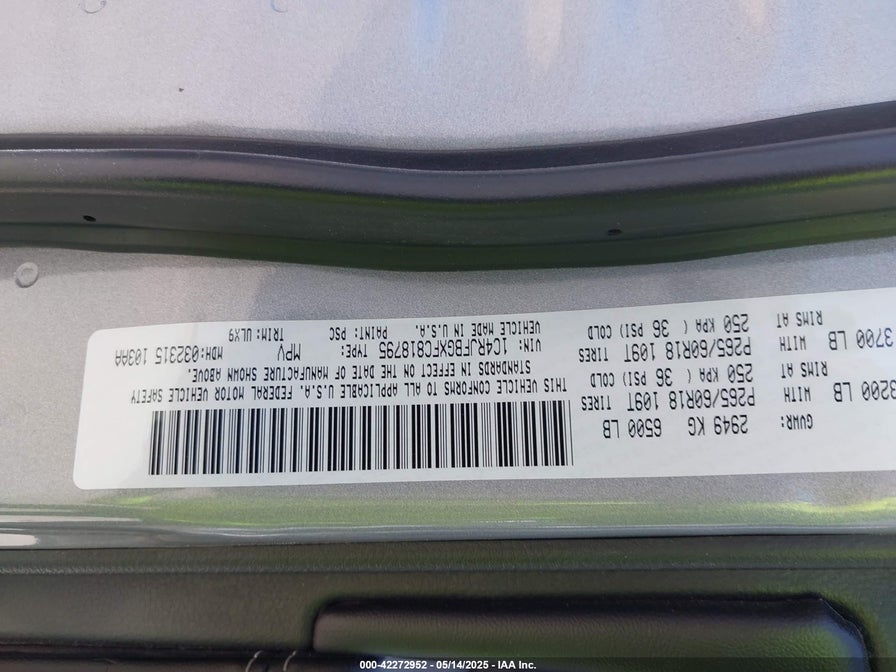 GVWR: 2949 KG 6500 LB
3200 LB WITH P265/60R18 109T TIRES
RIMS AT 250 KPA ( 36 PSI) COLD
3700 LB WITH P265/60R18 109T TIRES
RIMS AT 250 KPA ( 36 PSI) COLD
THIS VEHICLE CONFORMS TO ALL APPLICABLE U.S.A. FEDERAL MOTOR VEHICLE SAFETY
STANDARDS IN EFFECT ON THE DATE OF MANUFACTURE SHOWN ABOVE.
VIN: 1C4RJFBGXFC818795 TYPE: MPV MDH:032315 103AA
VEHICLE MADE IN U.S.A. PAINT: PSC TRIM: ULX9
000-42272952 - 05/14/2025 - IAA Inc.